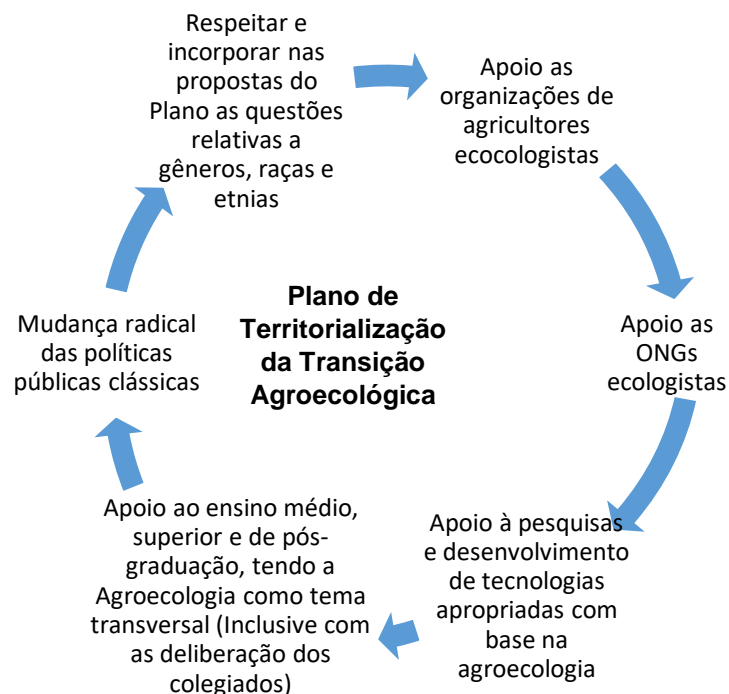 Respeitar e
incorporar nas
propostas do
Plano as questões
relativas a
gêneros, raças e
etnias
Apoio as
organizações de
agricultores
ecocologistas
Apoio as
ONGs
ecologistas
Apoio à pesquisas
e desenvolvimento
de tecnologias
apropriadas com
base na
agroecologia
Apoio ao ensino médio,
superior e de pós-
graduação, tendo a
Agroecologia como tema
transversal (Inclusive com
as deliberação dos
colegiados)
Mudança radical
das políticas
públicas clássicas
Plano de
Territorialização
da Transição
Agroecológica